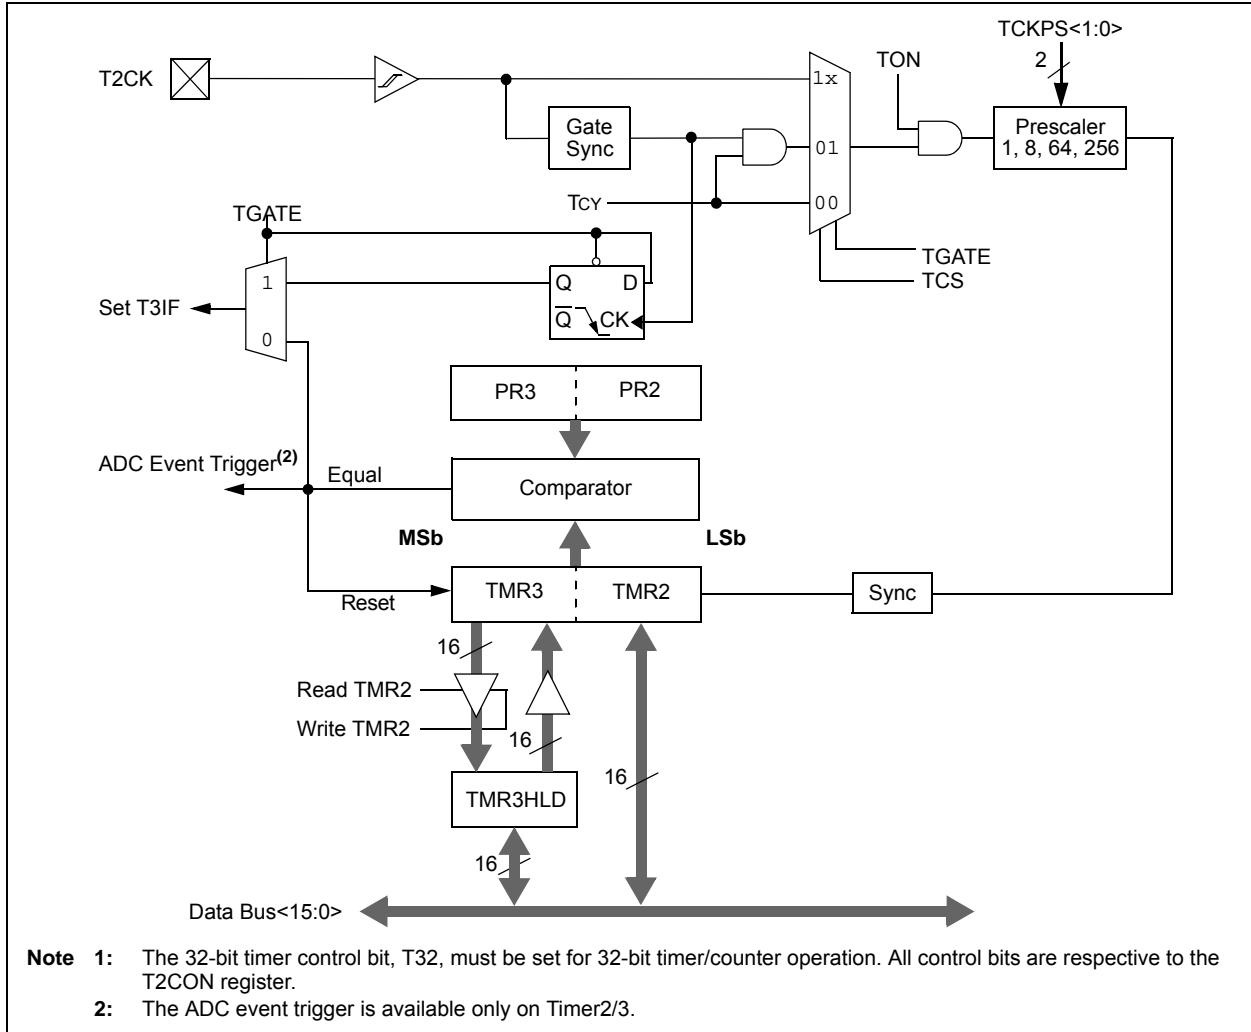 TCKPS<1:0>
2
TON
T2CK
1x
Gate
Sync
Prescaler
1, 8, 64, 256
01
TCY
00
TGATE
TGATE
TCS
1
Q
D
Set T3IF
Q
CK
0
PR3
PR2
ADC Event Trigger(2)
Equal
Comparator
MSb
LSb
TMR3
TMR2
Sync
Reset
16
Read TMR2
Write TMR2
16
16
TMR3HLD
16
Data Bus<15:0>
Note 1: The 32-bit timer control bit, T32, must be set for 32-bit timer/counter operation. All control bits are respective to the
T2CON register.
2: The ADC event trigger is available only on Timer2/3.